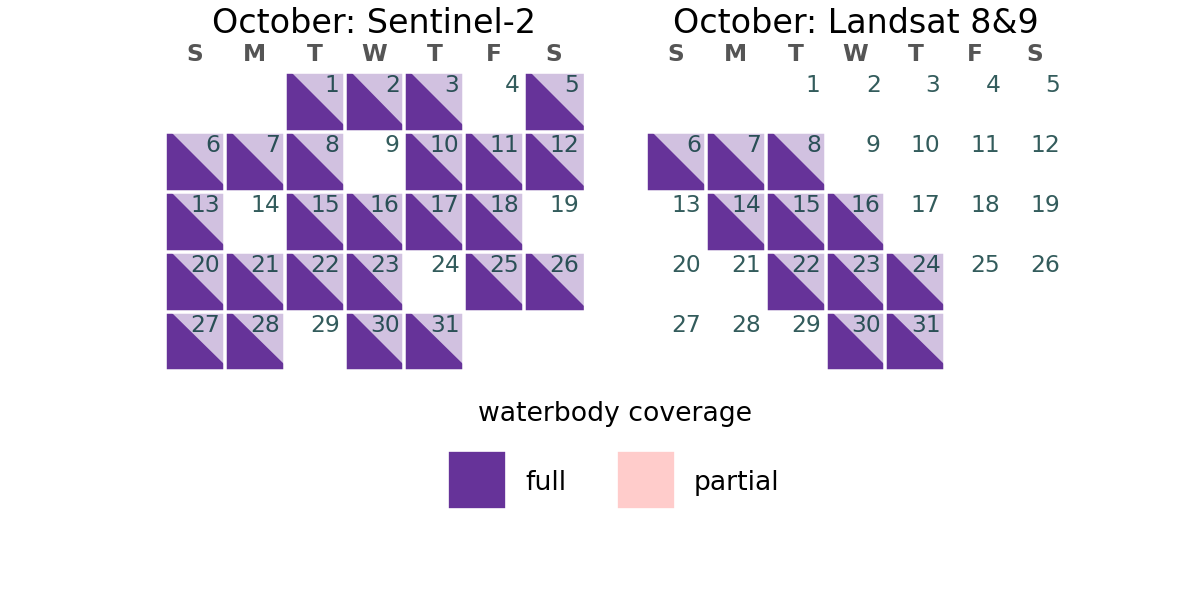 October: Sentinel-2
S M T W T F S
1 2 3 4 5
6 7 8 9 10 11 12
13 14 15 16 17 18 19
20 21 22 23 24 25 26
27 28 29 30 31
October: Landsat 8&9
S M T W T F S
1 2 3 4 5
6 7 8 9 10 11 12
13 14 15 16 17 18 19
20 21 22 23 24 25 26
27 28 29 30 31
waterbody coverage
full partial